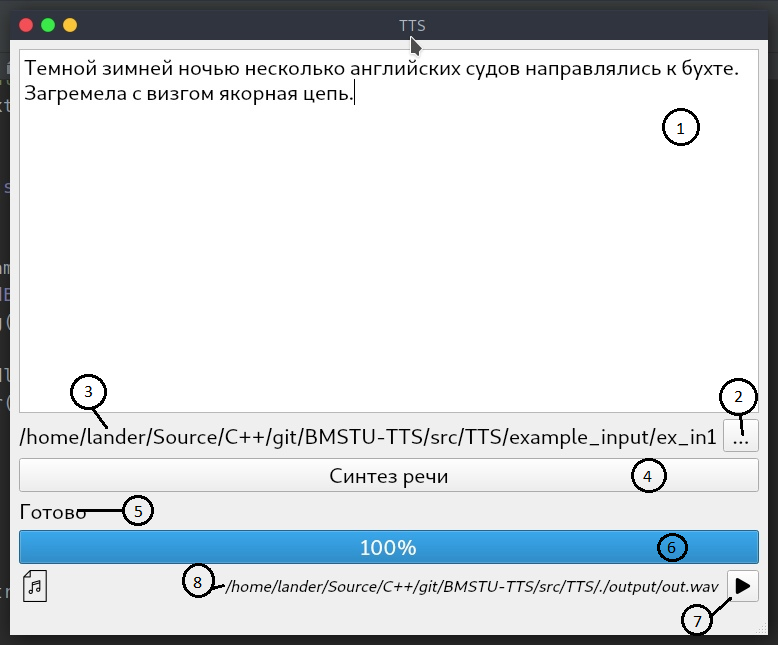 TTS
Темной зимней ночью несколько английских судов направлялись к бухте.
Загремела с визгом якорная цепь.
1
3
2
/home/lander/Source/C++/git/BMSTU-TTS/src/TTS/example_input/ex_in1
...
Синтез речи
4
Готово
5
100%
6
8
/home/lander/Source/C++/git/BMSTU-TTS/src/TTS/./output/out.wav
7